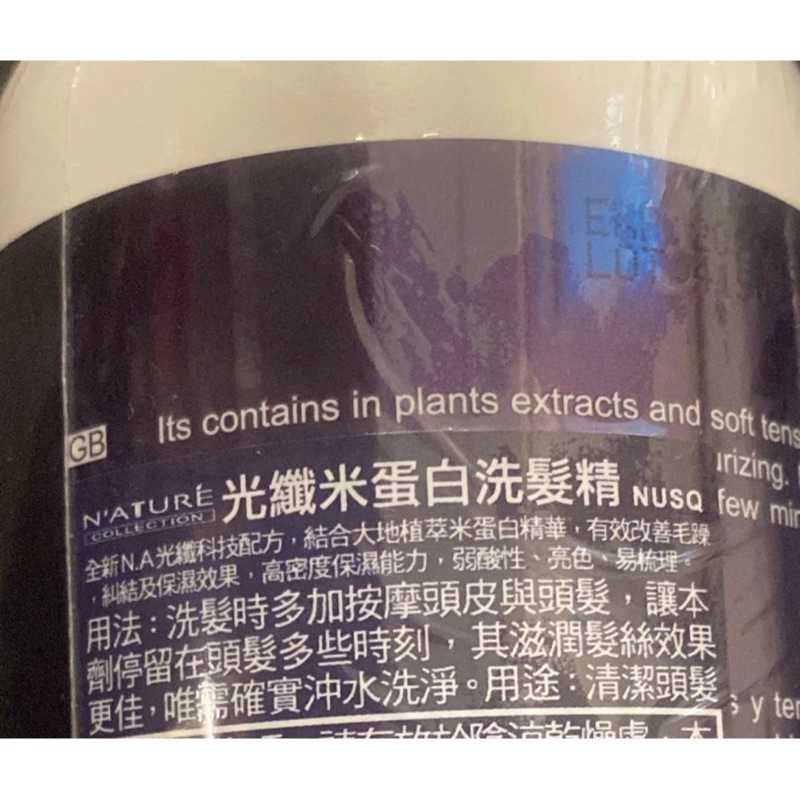 LOT
GB
Its contains in plants extracts and soft
urizing.
few
N'ATURE
COLLECTION
光纖米蛋白洗髮精 NUSQ
全新N.A光纖科技配方，結合大地植萃米蛋白精華，有效改善毛躁
，糾結及保濕效果，高密度保濕能力，弱酸性、亮色、易梳理。
用法：洗髮時多加按摩頭皮與頭髮，讓本
劑停留在頭髮多些時刻，其滋潤髮絲效果
更佳，唯需確實沖水洗淨。用途：清潔頭髮
s y